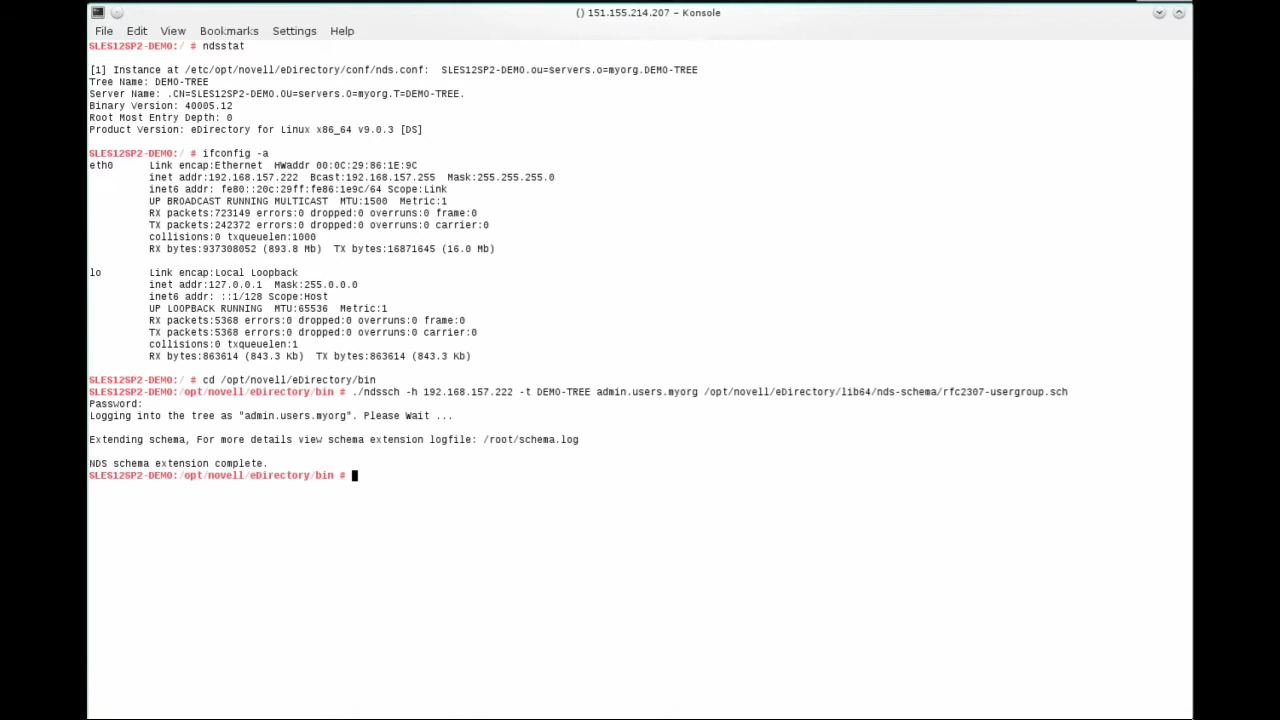 () 151.155.214.207 – Konsole
File Edit View Bookmarks Settings Help
SLES12SP2-DEMO:/ # ndsstat
[1] Instance at /etc/opt/novell/eDirectory/conf/nds.conf:  SLES12SP2-DEMO.ou=servers.o=myorg.DEMO-TREE
Tree Name: DEMO-TREE
Server Name: .CN=SLES12SP2-DEMO.OU=servers.O=myorg.T=DEMO-TREE.
Binary Version: 40005.12
Root Most Entry Depth: 0
Product Version: eDirectory for Linux x86_64 v9.0.3 [DS]
SLES12SP2-DEMO:/ # ifconfig -a
eth0      Link encap:Ethernet  HWaddr 00:0C:29:86:1E:9C
inet addr:192.168.157.222  Bcast:192.168.157.255  Mask:255.255.255.0
inet6 addr: fe80::20c:29ff:fe86:1e9c/64 Scope:Link
UP BROADCAST RUNNING MULTICAST  MTU:1500  Metric:1
RX packets:723149 errors:0 dropped:0 overruns:0 frame:0
TX packets:242372 errors:0 dropped:0 overruns:0 carrier:0
collisions:0 txqueuelen:1000
RX bytes:937308052 (893.8 Mb)  TX bytes:16871645 (16.0 Mb)
lo        Link encap:Local Loopback
inet addr:127.0.0.1  Mask:255.0.0.0
inet6 addr: ::1/128 Scope:Host
UP LOOPBACK RUNNING  MTU:65536  Metric:1
RX packets:5368 errors:0 dropped:0 overruns:0 frame:0
TX packets:5368 errors:0 dropped:0 overruns:0 carrier:0
collisions:0 txqueuelen:1
RX bytes:863614 (843.3 Kb)  TX bytes:863614 (843.3 Kb)
SLES12SP2-DEMO:/ # cd /opt/novell/eDirectory/bin
SLES12SP2-DEMO:/opt/novell/eDirectory/bin # ./ndssch -h 192.168.157.222 -t DEMO-TREE admin.users.myorg /opt/novell/eDirectory/lib64/nds-schema/rfc2307-usergroup.sch
Password:
Logging into the tree as "admin.users.myorg". Please Wait ...
Extending schema, For more details view schema extension logfile: /root/schema.log
NDS schema extension complete.
SLES12SP2-DEMO:/opt/novell/eDirectory/bin #